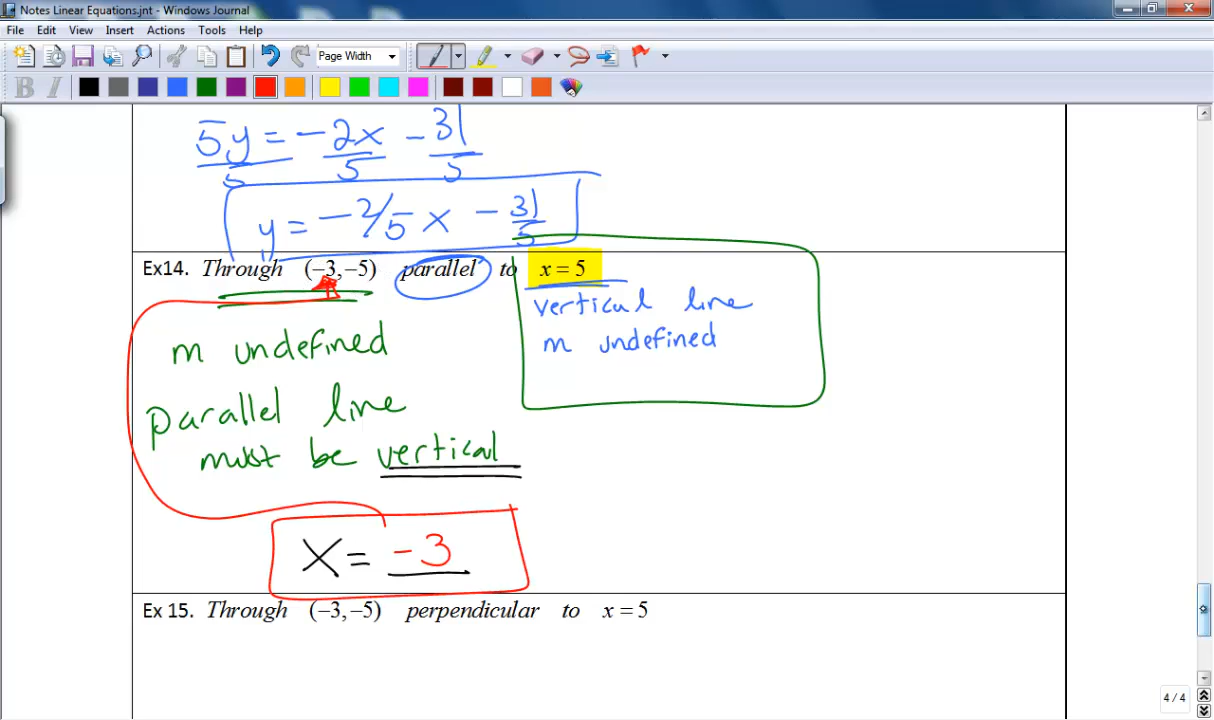 Notes Linear Equations.jnt - Windows Journal
File Edit View Insert Actions Tools Help
Page Width
B I
5y = -2x - 31
5 5 5
y = -2/5 x - 31/5
Ex14. Through (−3,−5) parallel to x = 5
vertical line
m undefined
m undefined
parallel line
must be vertical
X = -3
Ex 15. Through (−3,−5) perpendicular to x = 5
4 / 4